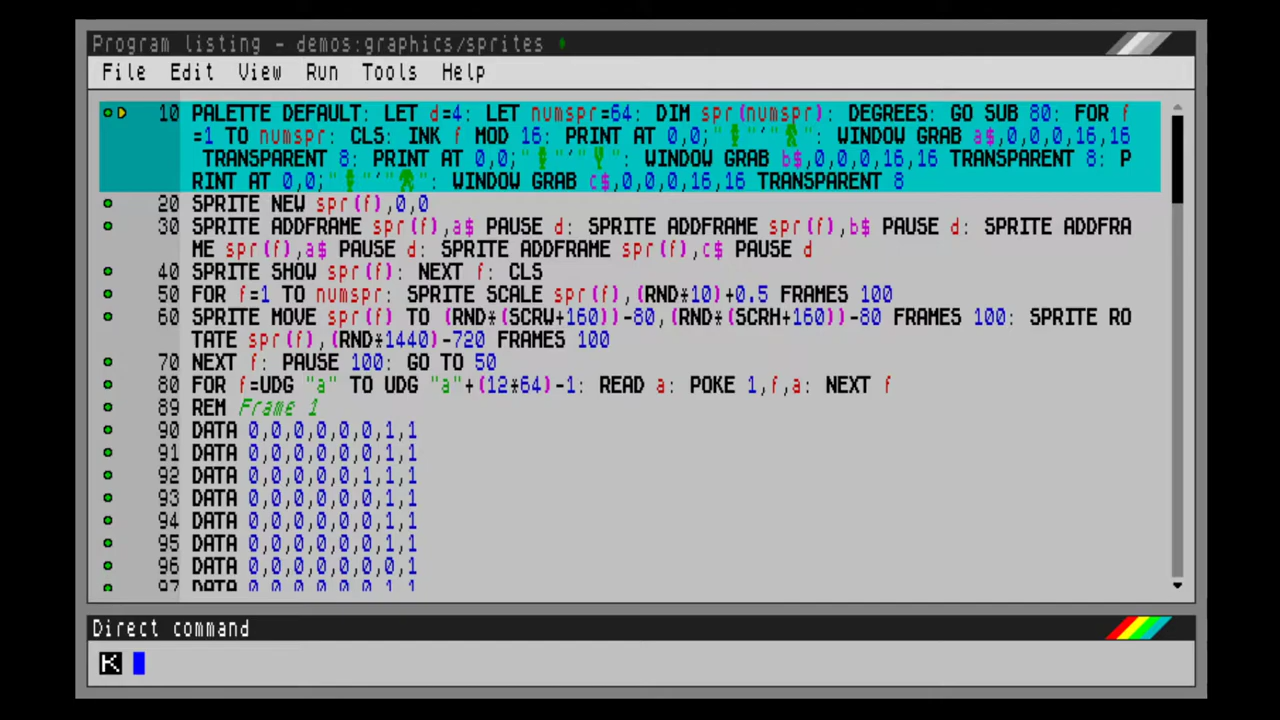 Program listing - demos:graphics/sprites
File Edit View Run Tools Help
10 PALETTE DEFAULT: LET d=4: LET numspr=64: DIM spr(numspr): DEGREES: GO SUB 80: FOR f
=1 TO numspr: CLS: INK f MOD 16: PRINT AT 0,0;" "'" ": WINDOW GRAB a$,0,0,0,16,16
TRANSPARENT 8: PRINT AT 0,0;" "'" ": WINDOW GRAB b$,0,0,0,16,16 TRANSPARENT 8: P
RINT AT 0,0;" "'" ": WINDOW GRAB c$,0,0,0,16,16 TRANSPARENT 8
20 SPRITE NEW spr(f),0,0
30 SPRITE ADDFRAME spr(f),a$ PAUSE d: SPRITE ADDFRAME spr(f),b$ PAUSE d: SPRITE ADDFRA
ME spr(f),a$ PAUSE d: SPRITE ADDFRAME spr(f),c$ PAUSE d
40 SPRITE SHOW spr(f): NEXT f: CLS
50 FOR f=1 TO numspr: SPRITE SCALE spr(f),(RND*10)+0.5 FRAMES 100
60 SPRITE MOVE spr(f) TO (RND*(SCRW+160))-80,(RND*(SCRH+160))-80 FRAMES 100: SPRITE RO
TATE spr(f),(RND*1440)-720 FRAMES 100
70 NEXT f: PAUSE 100: GO TO 50
80 FOR f=UDG "a" TO UDG "a"+(12*64)-1: READ a: POKE 1,f,a: NEXT f
89 REM Frame 1
90 DATA 0,0,0,0,0,0,1,1
91 DATA 0,0,0,0,0,0,1,1
92 DATA 0,0,0,0,0,1,1,1
93 DATA 0,0,0,0,0,0,1,1
94 DATA 0,0,0,0,0,0,1,1
95 DATA 0,0,0,0,0,0,1,1
96 DATA 0,0,0,0,0,0,0,1
97 DATA 0,0,0,0,0,0,1,1
Direct command
K